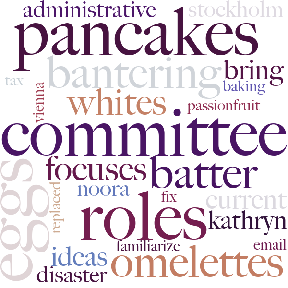 administrative stockholm
pancakes
bantering bring
tax vienna whites baking
passionfruit
committee
eggs focuses batter
replaced noora roles fix current
kathryn
ideas familiarize email
disaster omelettes